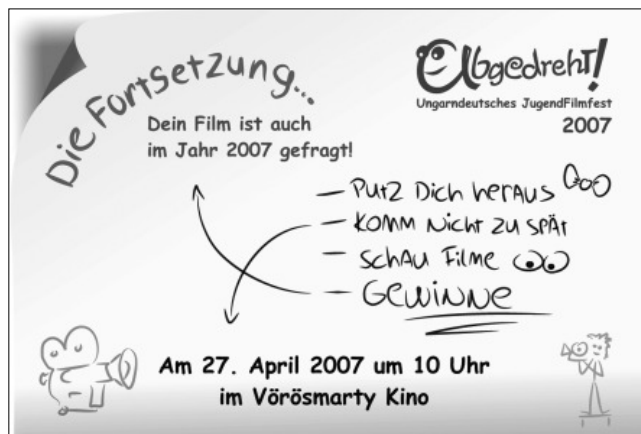 Die Fortsetzung...
Dein Film ist auch
im Jahr 2007 gefragt!
Abgedreht!
Ungarndeutsches JugendFilmfest
2007
– Putz Dich heraus
– Komm nicht zu spät
– Schau Filme
– Gewinne
Am 27. April 2007 um 10 Uhr
im Vörösmarty Kino